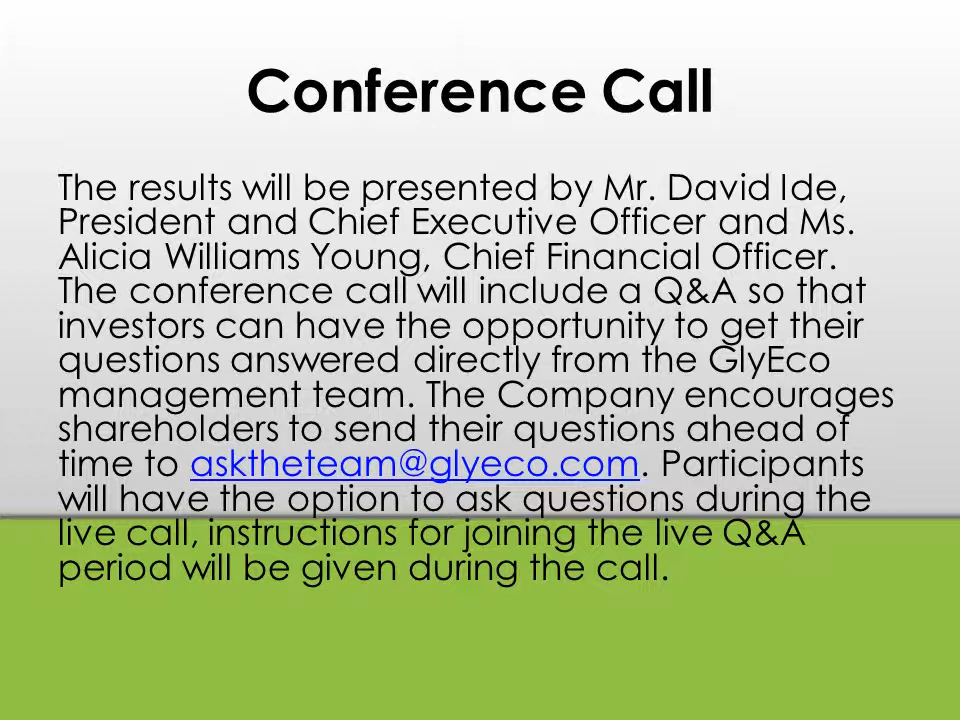 Conference Call
The results will be presented by Mr. David Ide,
President and Chief Executive Officer and Ms.
Alicia Williams Young, Chief Financial Officer.
The conference call will include a Q&A so that
investors can have the opportunity to get their
questions answered directly from the GlyEco
management team. The Company encourages
shareholders to send their questions ahead of
time to asktheteam@glyeco.com. Participants
will have the option to ask questions during the
live call, instructions for joining the live Q&A
period will be given during the call.